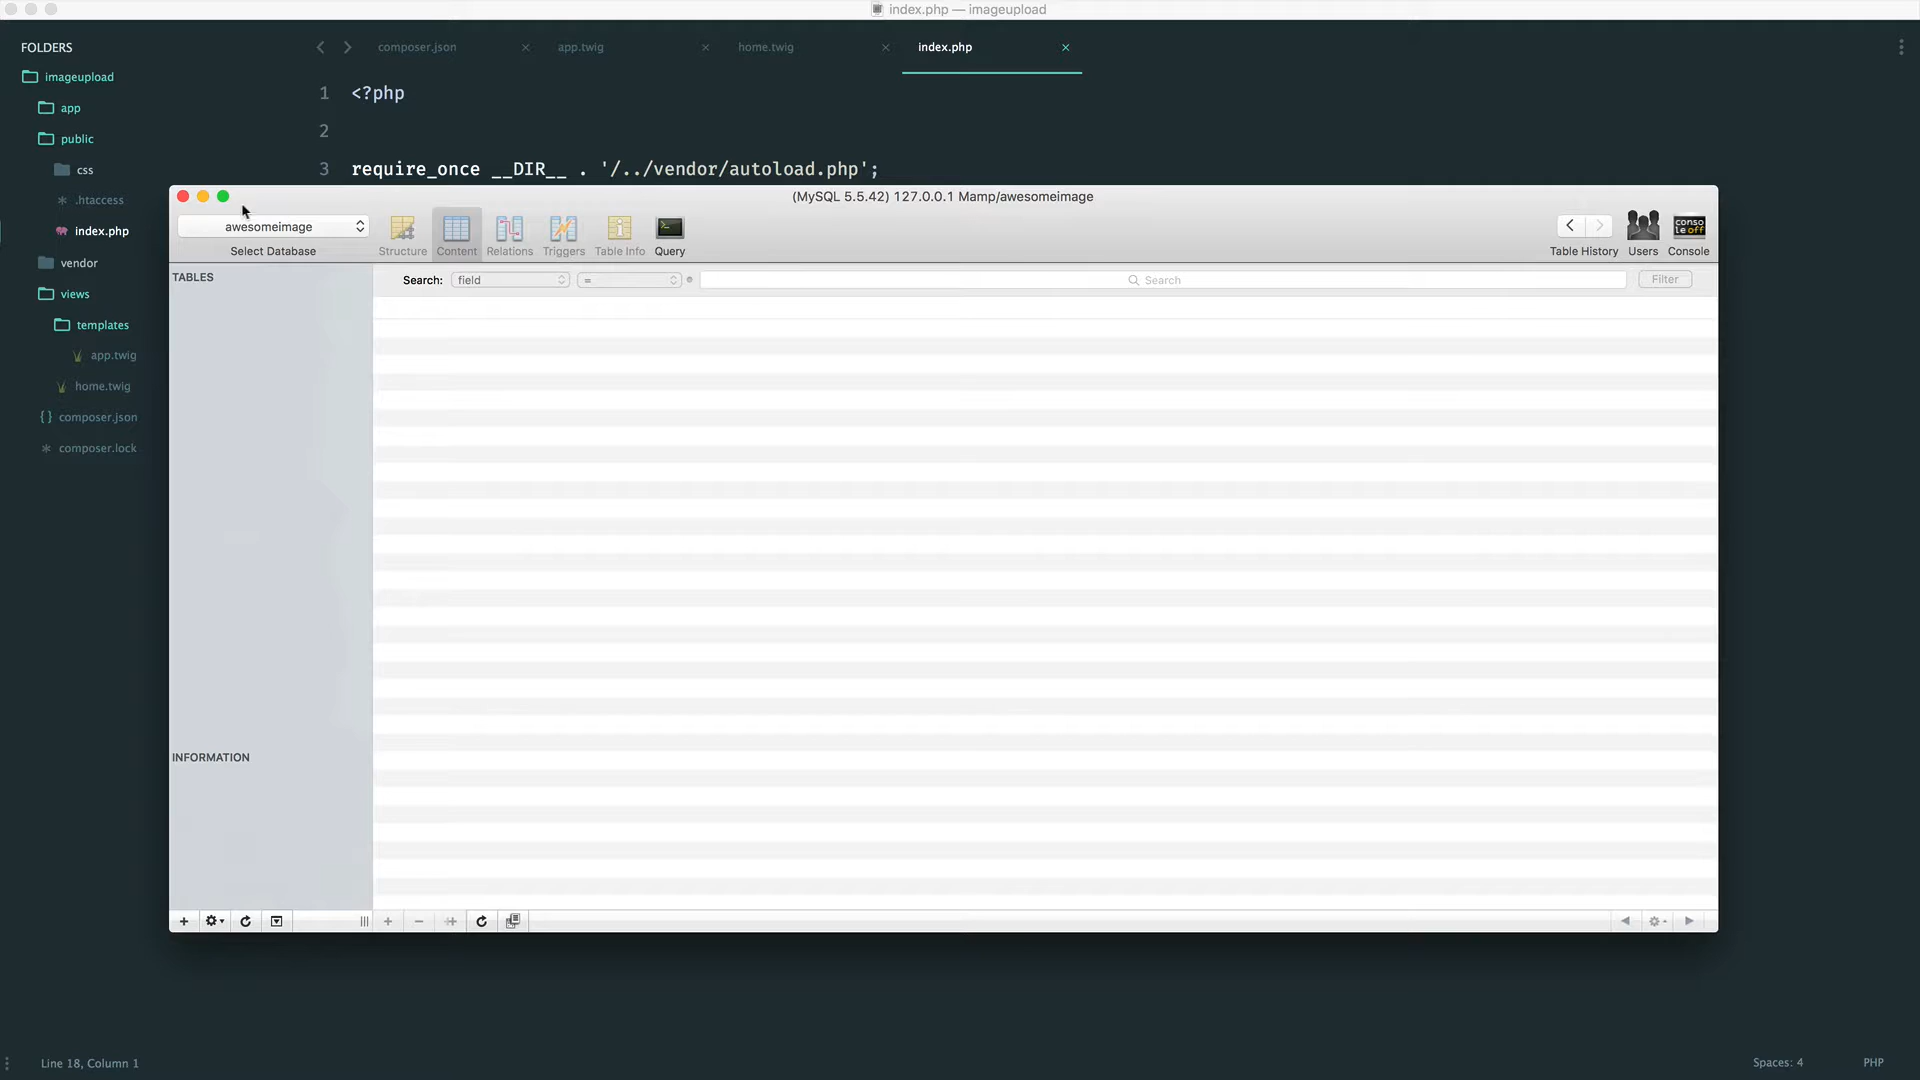 index.php — imageupload
FOLDERS
composer.json
app.twig
home.twig
index.php
imageupload
app
public
css
.htaccess
index.php
vendor
views
templates
app.twig
home.twig
composer.json
composer.lock
1 <?php
2
3 require_once __DIR__ . '/../vendor/autoload.php';
(MySQL 5.5.42) 127.0.0.1 Mamp/awesomeimage
awesomeimage
Select Database
Structure
Content
Relations
Triggers
Table Info
Query
Table History
Users
conso
le off
Console
TABLES
Search:
field
=
Search
Filter
INFORMATION
Line 18, Column 1
Spaces: 4
PHP